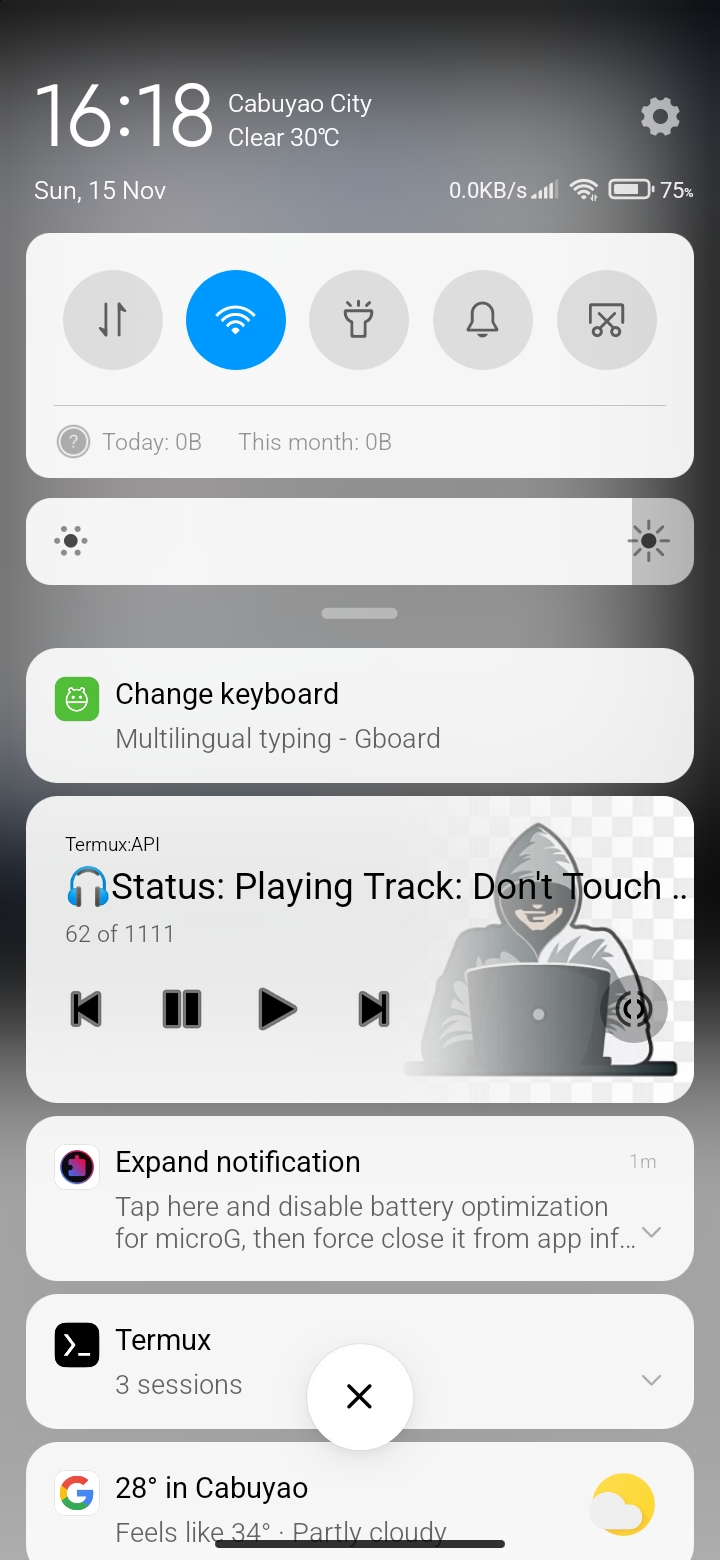 16:18
Cabuyao City
Clear 30℃
Sun, 15 Nov
0.0KB/s
75%
Today: 0B This month: 0B
Change keyboard
Multilingual typing - Gboard
Termux:API
🎧Status: Playing Track: Don't Touch ..
62 of 1111
Expand notification
1m
Tap here and disable battery optimization
for microG, then force close it from app inf…
Termux
3 sessions
28° in Cabuyao
Feels like 34° · Partly cloudy